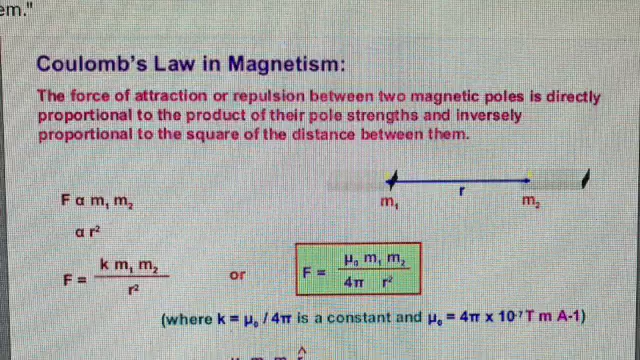 em."
Coulomb's Law in Magnetism:
The force of attraction or repulsion between two magnetic poles is directly
proportional to the product of their pole strengths and inversely
proportional to the square of the distance between them.
r
m₁ m₂
F α m₁ m₂
α r²
F = k m₁ m₂ / r² or F = μ₀ m₁ m₂ / 4π r²
(where k = μ₀ / 4π is a constant and μ₀ = 4π x 10⁻⁷ T m A-1)